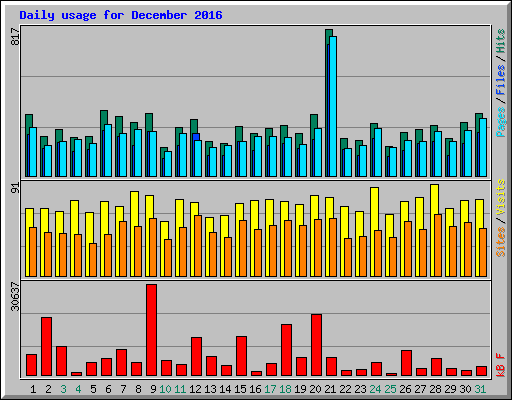 Daily usage for December 2016
817
Pages / Files / Hits
91
Sites / Visits
30637
kB F
1 2 3 4 5 6 7 8 9 10 11 12 13 14 15 16 17 18 19 20 21 22 23 24 25 26 27 28 29 30 31